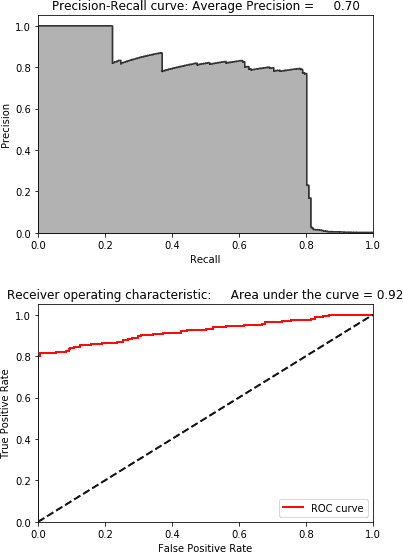 Precision-Recall curve: Average Precision = 0.70
1.0
0.8
0.6
0.4
0.2
0.0
Precision
0.0 0.2 0.4 0.6 0.8 1.0
Recall
Receiver operating characteristic: Area under the curve = 0.92
1.0
0.8
0.6
0.4
0.2
0.0
True Positive Rate
ROC curve
0.0 0.2 0.4 0.6 0.8 1.0
False Positive Rate